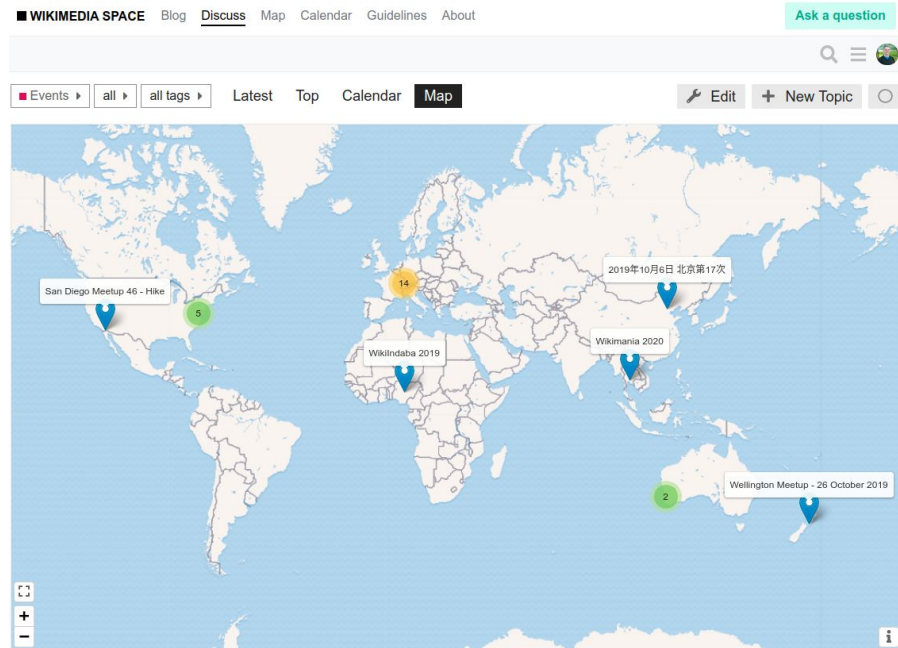 WIKIMEDIA SPACE Blog Discuss Map Calendar Guidelines About Ask a question
Events all all tags Latest Top Calendar Map Edit + New Topic
2019年10月6日 北京第17次
14
San Diego Meetup 46 - Hike
5
Wikimania 2020
WikiIndaba 2019
Wellington Meetup - 26 October 2019
2
+
−
i